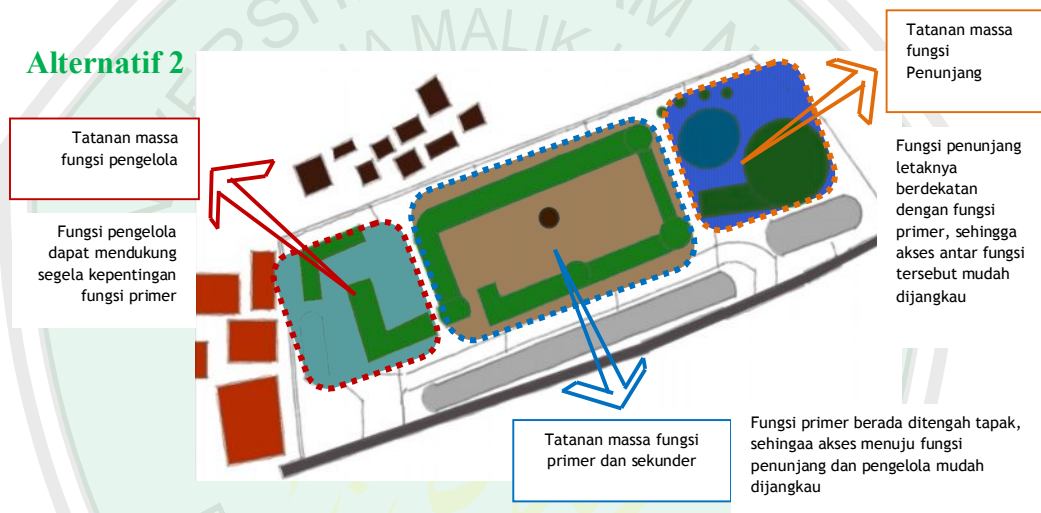 Alternatif 2
Tatanan massa
fungsi pengelola
Fungsi pengelola
dapat mendukung
segela kepentingan
fungsi primer
Tatanan massa
fungsi
Penunjang
Fungsi penunjang
letaknya
berdekatan
dengan fungsi
primer, sehingga
akses antar fungsi
tersebut mudah
dijangkau
Tatanan massa fungsi
primer dan sekunder
Fungsi primer berada ditengah tapak,
sehingaa akses menuju fungsi
penunjang dan pengelola mudah
dijangkau
MALIK